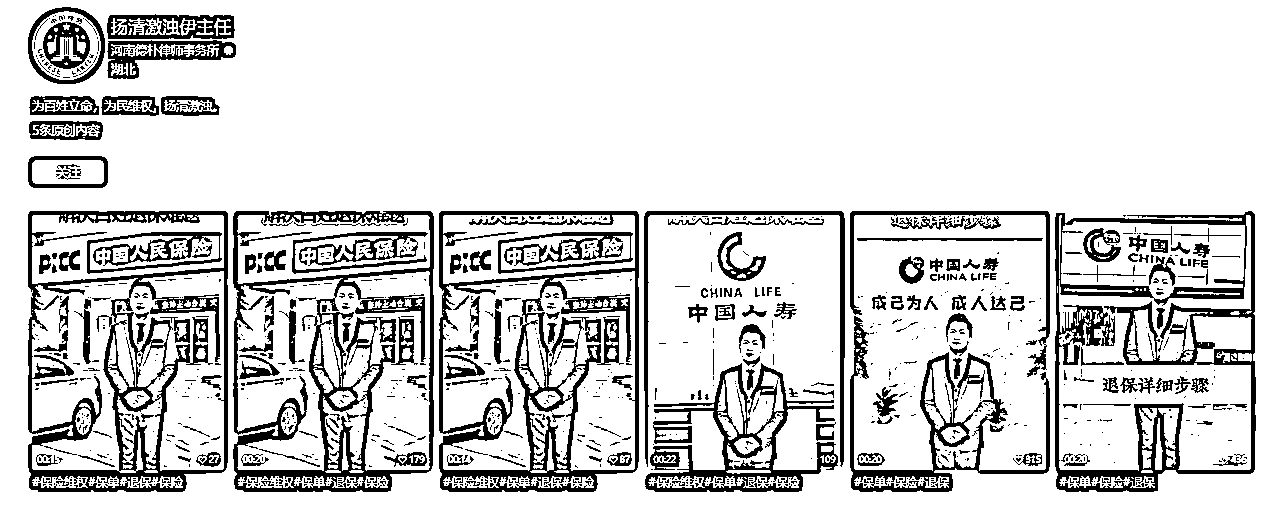 扬清激浊伊主任
河南德朴律师事务所
湖北
为百姓立命，为民维权，扬清激浊。
5条原创内容
关注
退保详细步骤
PICC 中国人民保险
PICC 中国人民保险
PICC 中国人民保险
CHINA LIFE
中国人寿
中国人寿
CHINA LIFE
成己为人 成人达己
中国人寿
CHINA LIFE
退保详细步骤
00:20
179
00:14
00:22
109
00:20
00:20
#保险维权#保单#退保#保险
#保险维权#保单#退保#保险
#保险维权#保单#退保#保险
#保险维权#保单#退保#保险
#保单#保险#退保
#保单#保险#退保